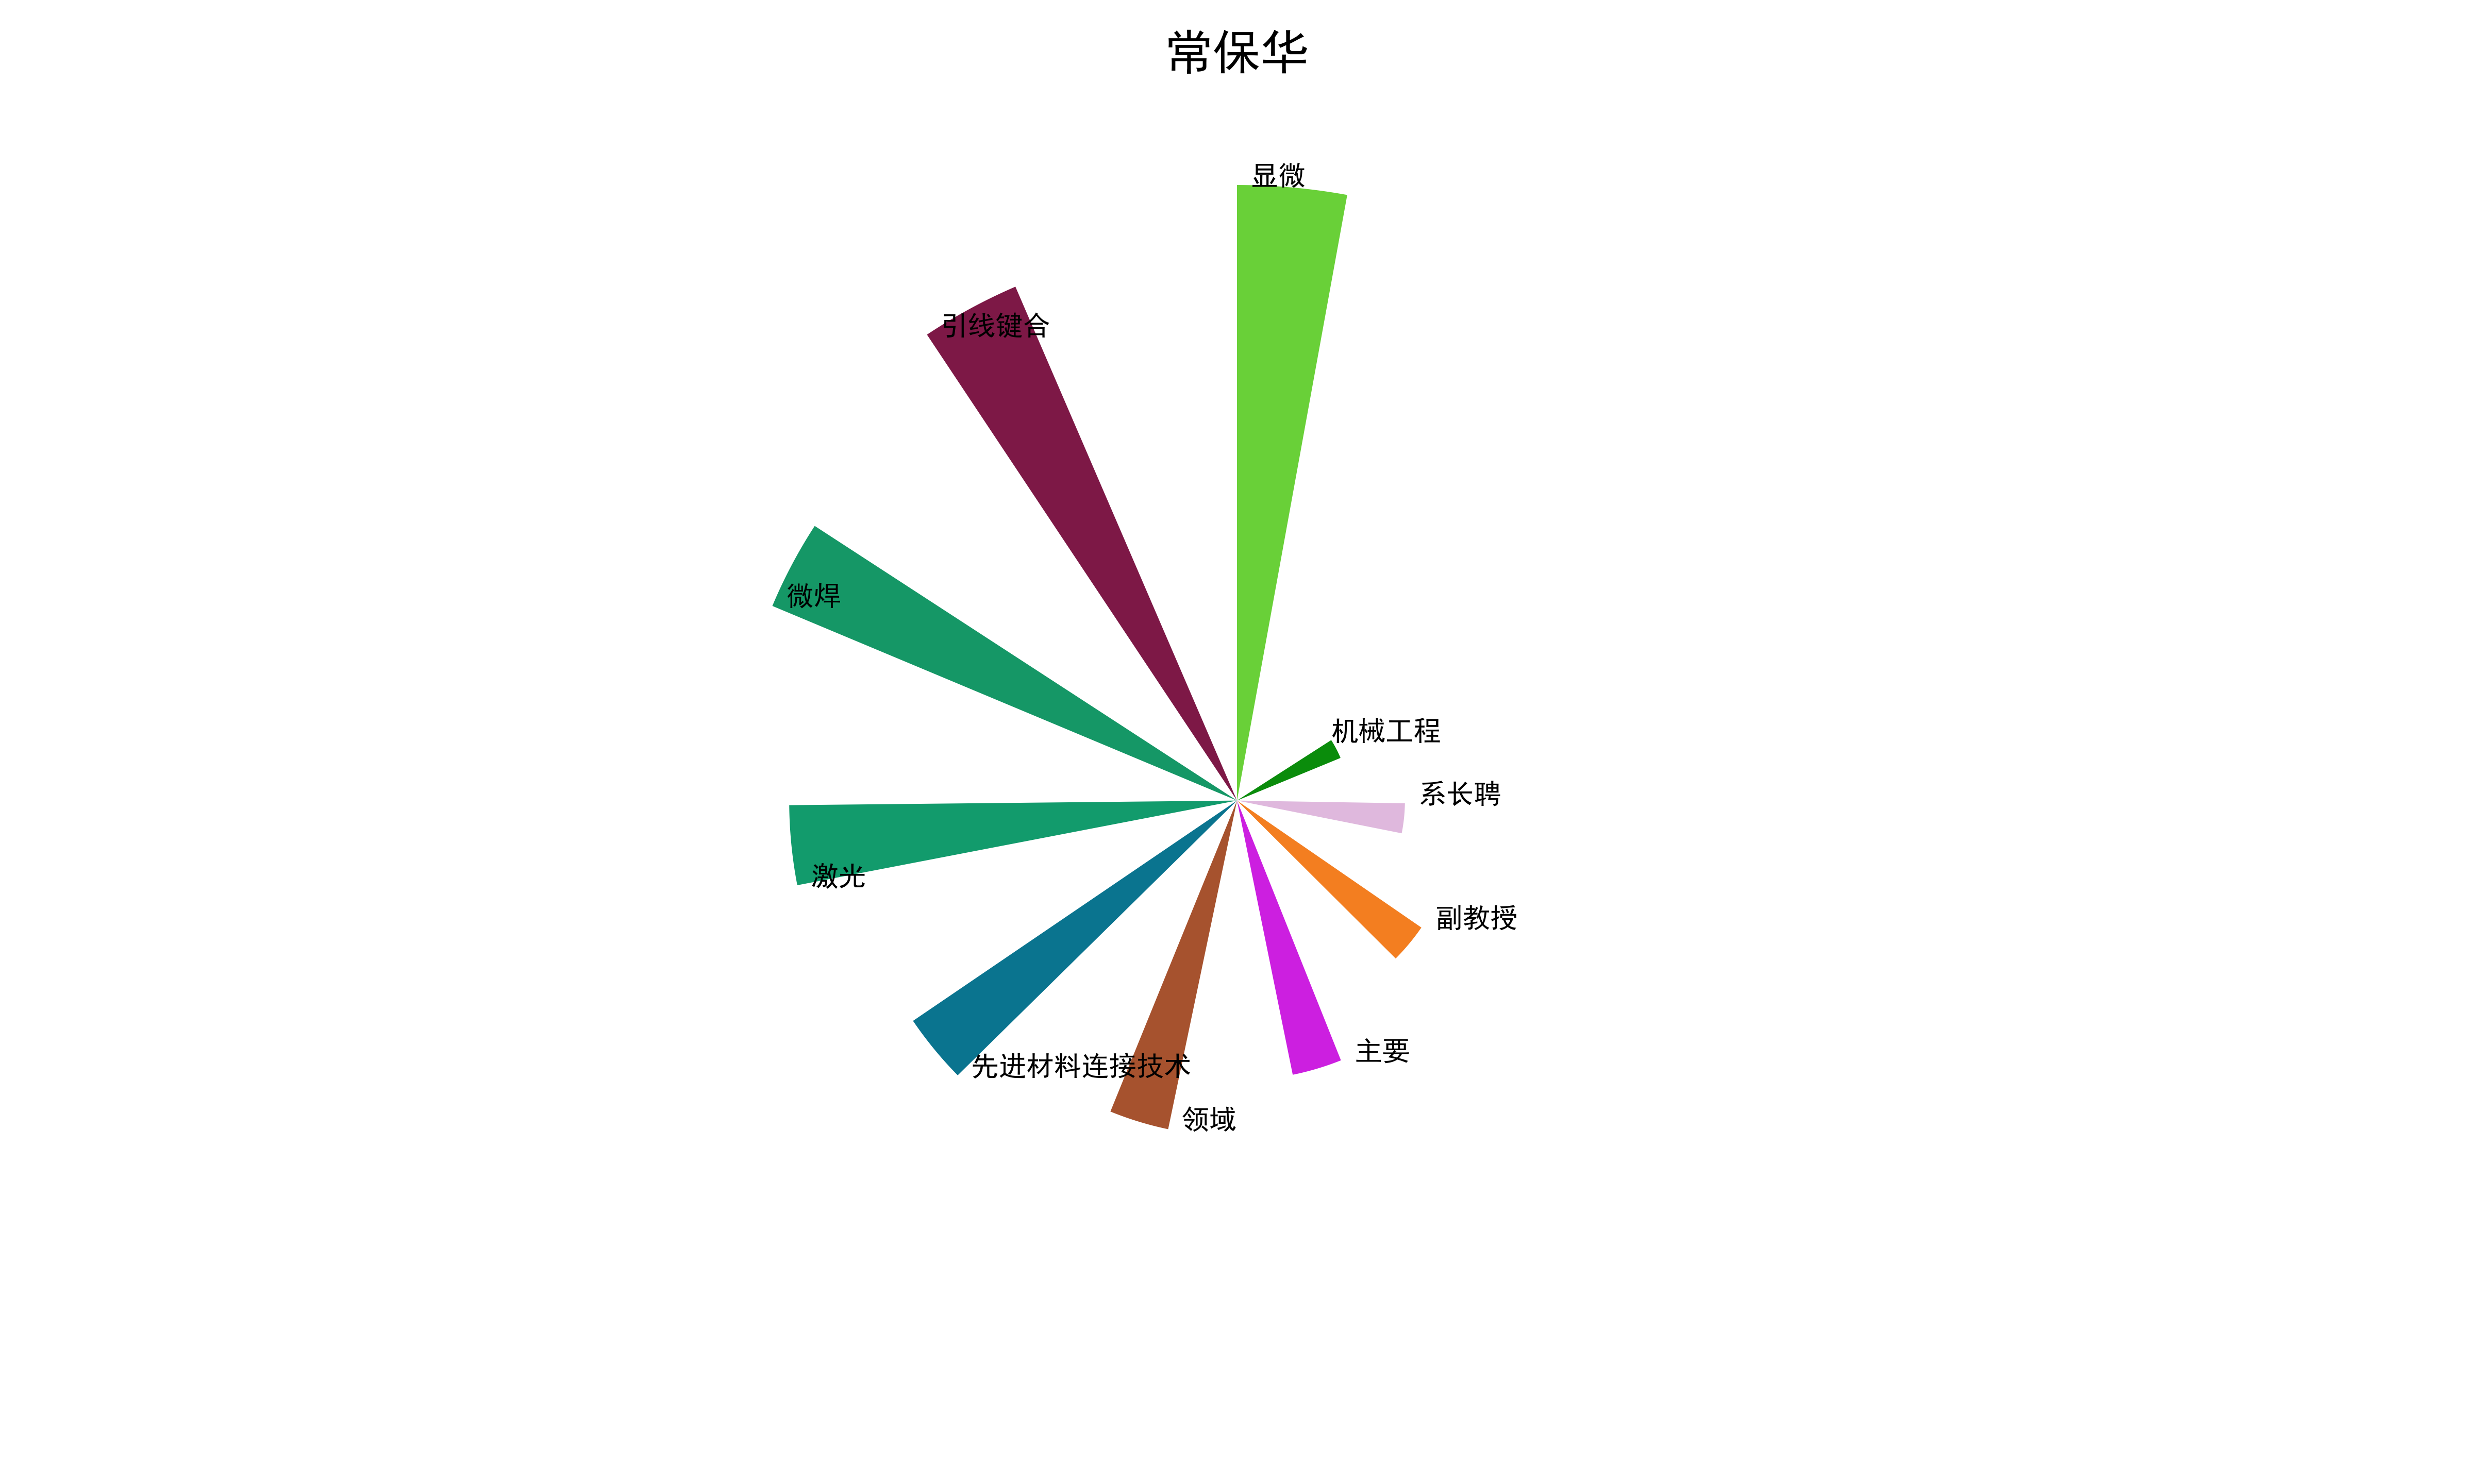 常保华
显微
引线键合
微焊
机械工程
系长聘
激光
副教授
主要
先进材料连接技术
领域